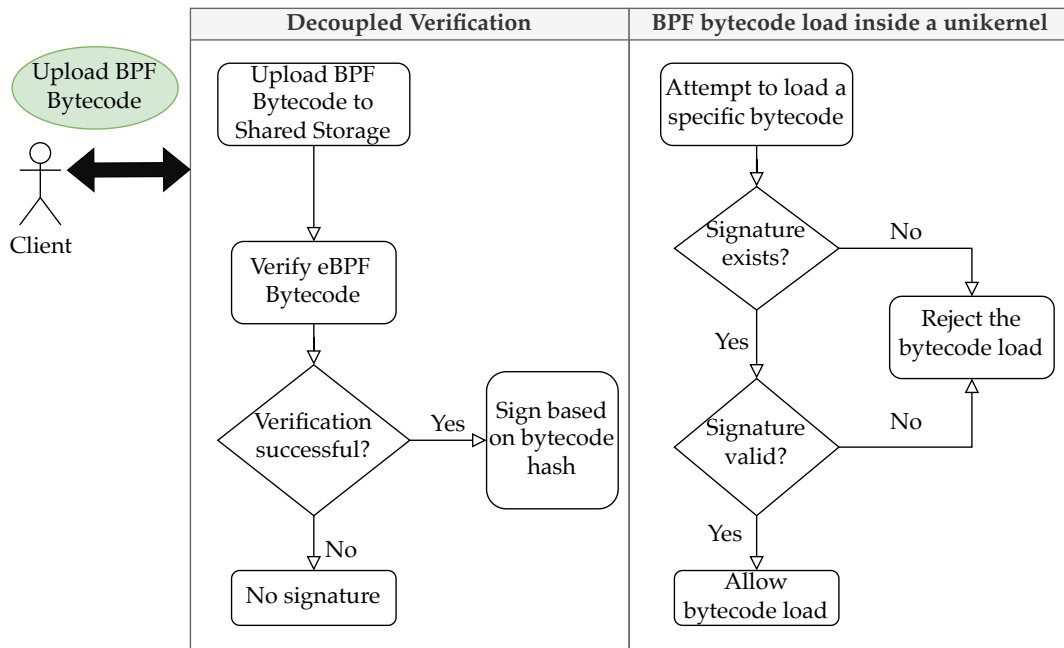 Decoupled Verification
BPF bytecode load inside a unikernel
Upload BPF
Bytecode
Client
Upload BPF
Bytecode to
Shared Storage
Verify eBPF
Bytecode
Verification
successful?
Yes
Sign based
on bytecode
hash
No
No signature
Attempt to load a
specific bytecode
Signature
exists?
No
Reject the
bytecode load
Yes
Signature
valid?
No
Yes
Allow
bytecode load